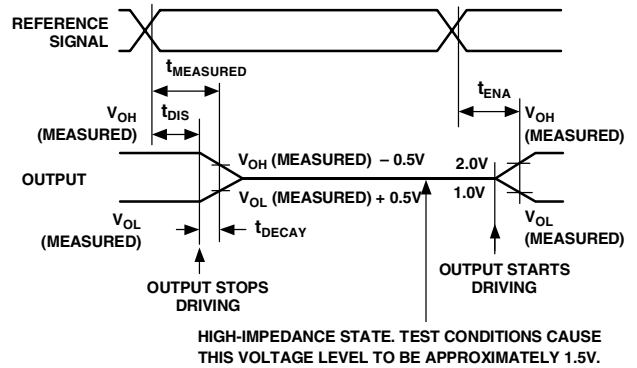 REFERENCE
SIGNAL
tMEASURED
tENA
tDIS
VOH
(MEASURED)
VOH
(MEASURED)
VOH (MEASURED) – 0.5V
2.0V
OUTPUT
VOL (MEASURED) + 0.5V
1.0V
VOL
(MEASURED)
VOL
(MEASURED)
tDECAY
OUTPUT STOPS
DRIVING
OUTPUT STARTS
DRIVING
HIGH-IMPEDANCE STATE. TEST CONDITIONS CAUSE
THIS VOLTAGE LEVEL TO BE APPROXIMATELY 1.5V.